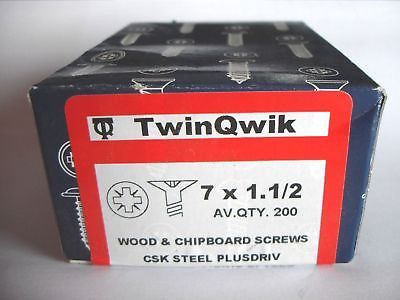 TwinQwik
7 x 1.1/2
AV.QTY. 200
WOOD & CHIPBOARD SCREWS
CSK STEEL PLUSDRIV